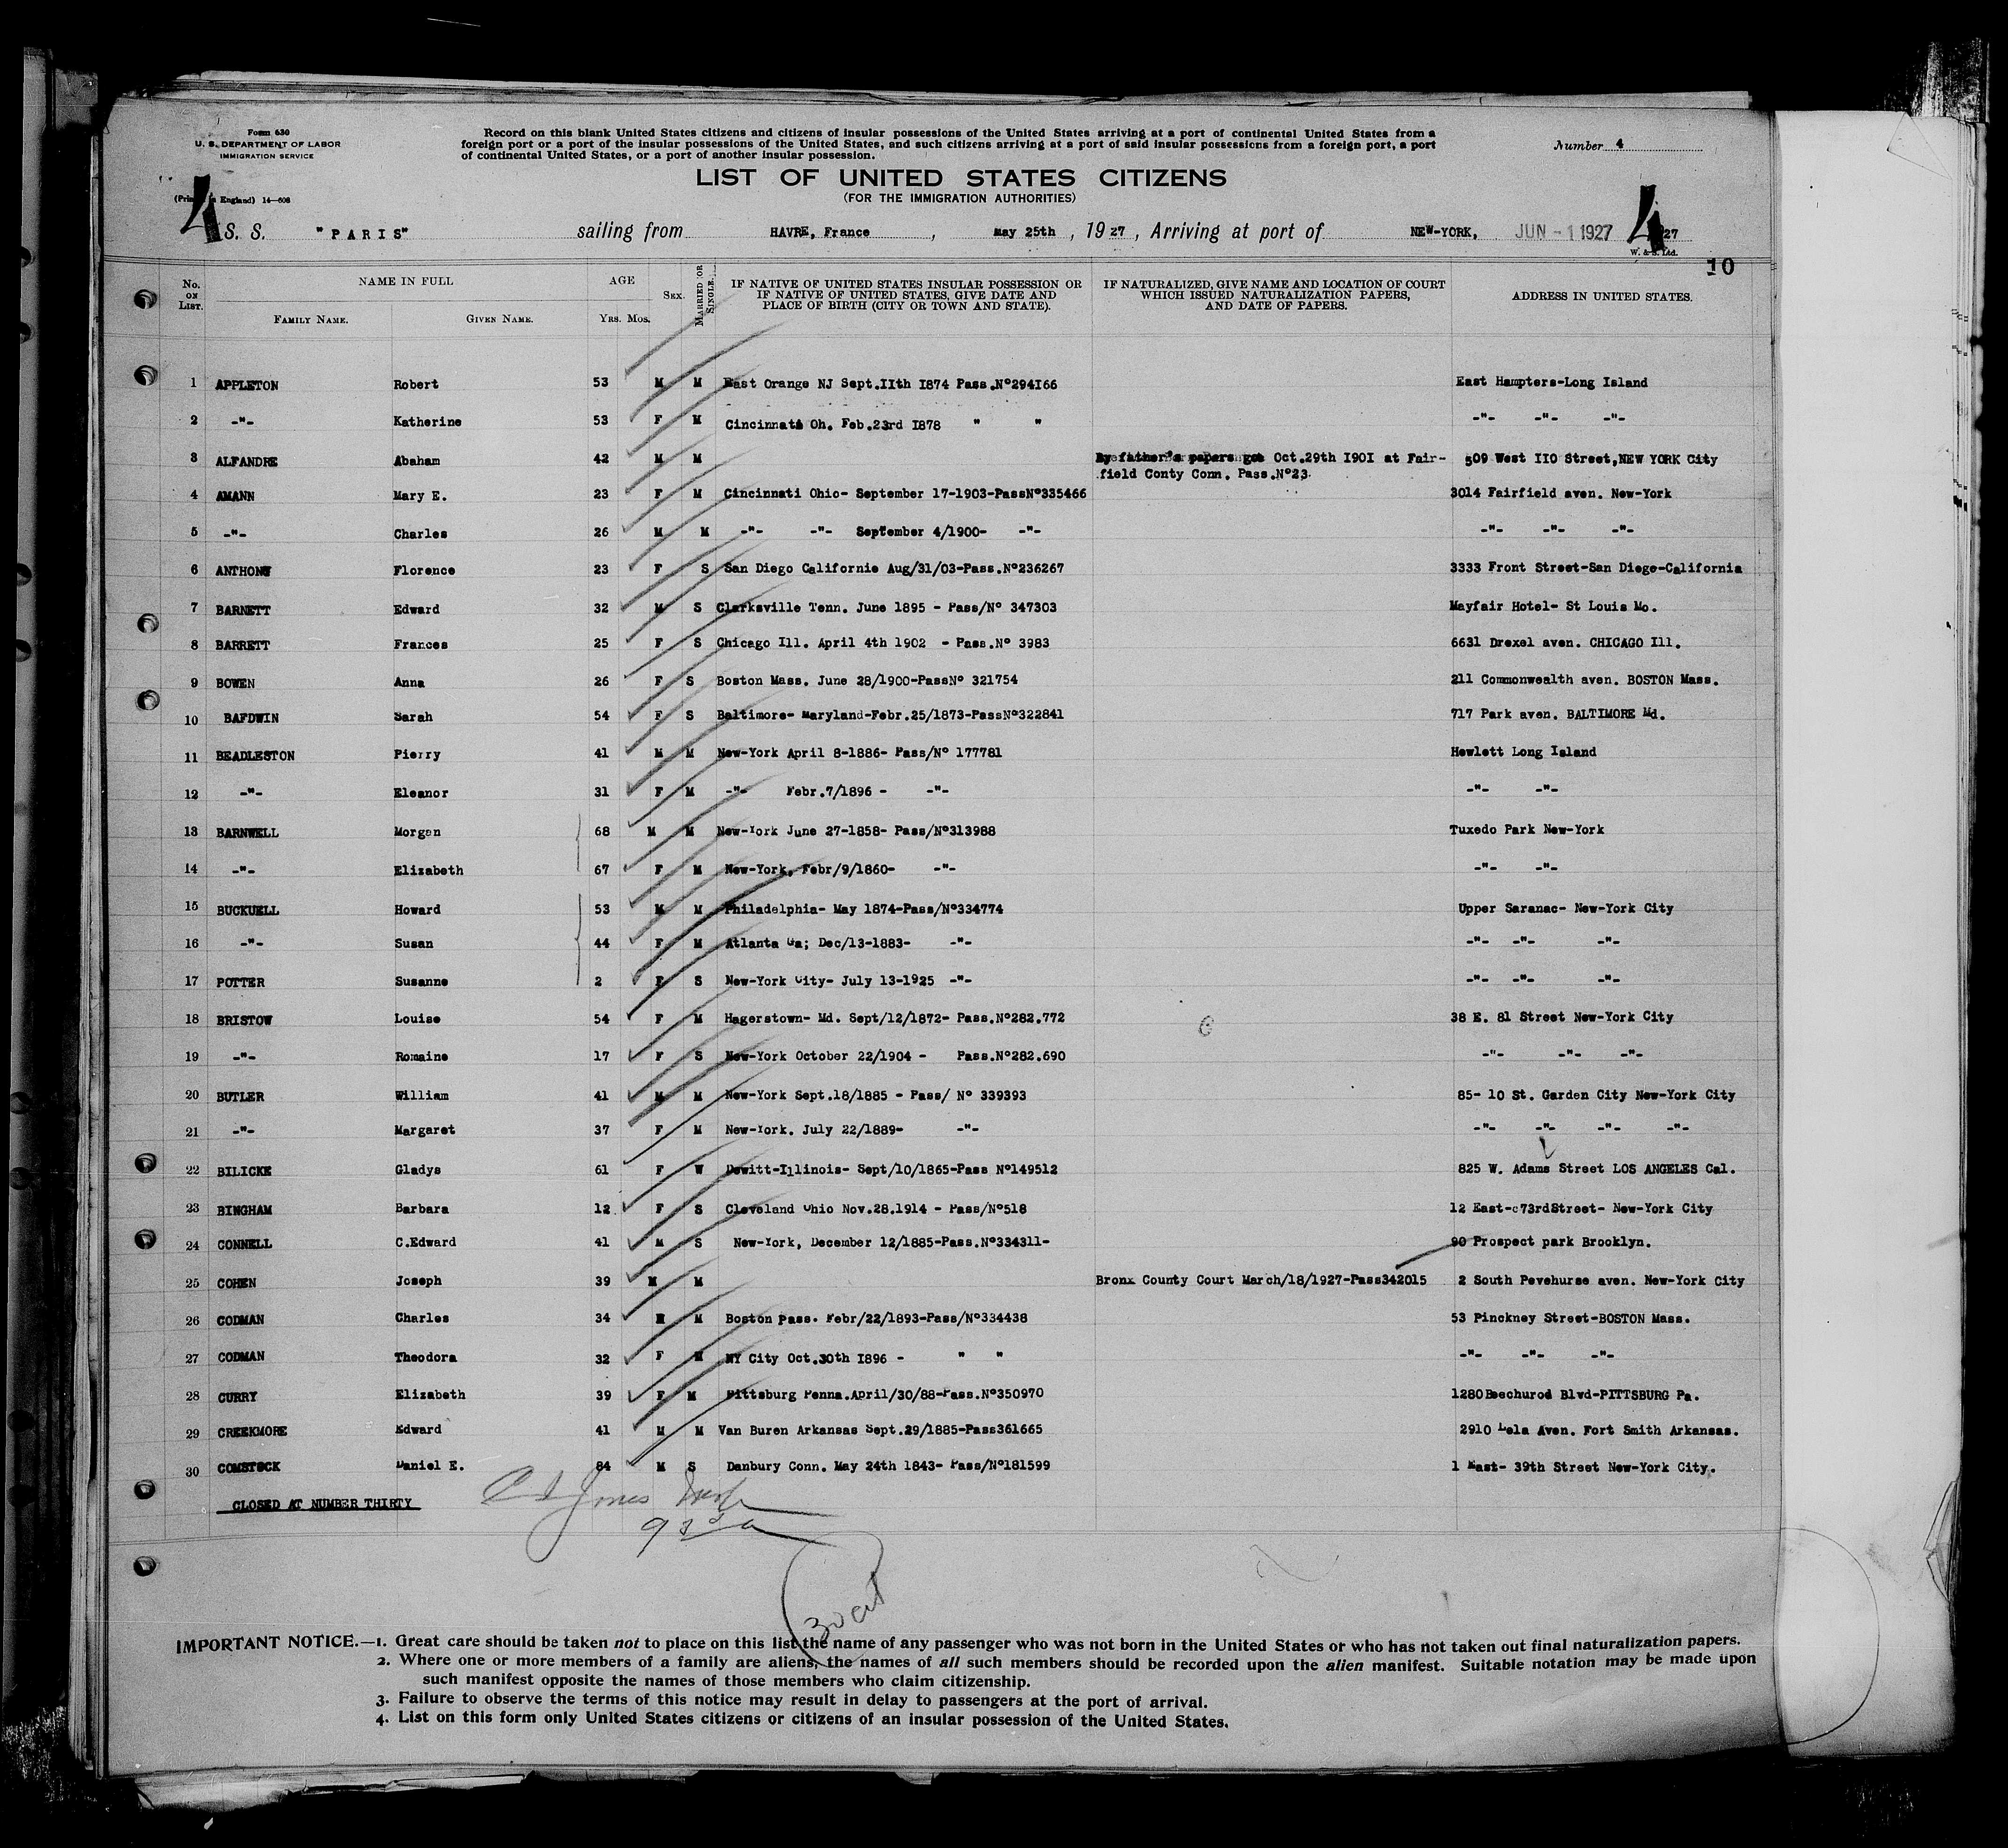 Form 630
U. S. DEPARTMENT OF LABOR
IMMIGRATION SERVICE
Record on this blank United States citizens and citizens of insular possessions of the United States arriving at a port of continental United States from a
foreign port or a port of the insular possessions of the United States, and such citizens arriving at a port of said insular possessions from a foreign port, a port
of continental United States, or a port of another insular possession.
Number 4
LIST OF UNITED STATES CITIZENS
(FOR THE IMMIGRATION AUTHORITIES)
England) 14—608
4 S. S. "PARIS" sailing from HAVRE, France, May 25th, 1927, Arriving at port of NEW-YORK, JUN - 1 1927 4 27
W. & S. Ltd.
10
No. ON LIST. NAME IN FULL AGE SEX. MARRIED OR SINGLE. IF NATIVE OF UNITED STATES INSULAR POSSESSION OR IF NATIVE OF UNITED STATES, GIVE DATE AND PLACE OF BIRTH (CITY OR TOWN AND STATE). IF NATURALIZED, GIVE NAME AND LOCATION OF COURT WHICH ISSUED NATURALIZATION PAPERS, AND DATE OF PAPERS. ADDRESS IN UNITED STATES.
FAMILY NAME. GIVEN NAME. YRS. MOS.
1 APPLETON Robert 53 M M East Orange NJ Sept.IIth I874 Pass.N°294I66 East Hampters-Long Island
2 -"- Katherine 53 F M Cincinnati Oh. Feb.23rd I878 " " -"- -"- -"-
3 ALFANDRE Abaham 42 M M By father's papers got Oct.29th I90I at Fair- 509 West IIO Street,NEW YORK City
field Conty Conn. Pass.N°23
4 AMANN Mary E. 23 F M Cincinnati Ohio- September 17-1903-PassN°335466 3014 Fairfield aven. New-York
5 -"- Charles 26 M M -"- -"- September 4/1900- -"- -"- -"- -"-
6 ANTHONY Florence 23 F S San Diego Californie Aug/31/03-Pass.N°236267 3333 Front Street-San Diego-California
7 BARNETT Edward 32 M S Clarksville Tenn. June 1895 - Pass/N° 347303 Mayfair Hotel- St Louis Mo.
8 BARRETT Frances 25 F S Chicago Ill. April 4th 1902 - Pass.N° 3983 6631 Drexel aven. CHICAGO Ill.
9 BOWEN Anna 26 F S Boston Mass. June 28/1900-PassN° 321754 211 Commonwealth aven. BOSTON Mass.
10 BAFDWIN Sarah 54 F S Baltimore- Maryland-Febr.25/1873-PassN°322841 717 Park aven. BALTIMORE Md.
11 BEADLESTON Pierry 41 M M New-York April 8-1886- Pass/N° 177781 Hewlett Long Island
12 -"- Eleanor 31 F M -"- Febr.7/1896 - -"- -"- -"-
13 BARNWELL Morgan 68 M M New-York June 27-1858- Pass/N°313988 Tuxedo Park New-York
14 -"- Elizabeth 67 F M New-York, Febr/9/1860- -"- -"- -"-
15 BUCKUELL Howard 53 M M Philadelphia- May 1874-Pass/N°334774 Upper Saranac- New-York City
16 -"- Susan 44 F M Atlanta Ga; Dec/13-1883- -"- -"- -"- -"-
17 POTTER Susanne 2 F S New-York City- July 13-1925 -"- -"- -"- -"-
18 BRISTOW Louise 54 F M Hagerstown- Md. Sept/12/1872- Pass.N°282.772 38 E. 81 Street New-York City
19 -"- Romaine 17 F S New-York October 22/1904 - Pass.N°282.690 -"- -"- -"-
20 BUTLER William 41 M M New-York Sept.18/1885 - Pass/ N° 339393 85- 10 St. Garden City New-York City
21 -"- Margaret 37 F M New-York. July 22/1889- -"- -"- -"- -"- -"-
22 BILICKE Gladys 61 F W Dewitt-Illinois- Sept/10/1865-Pass N°149512 825 W. Adams Street LOS ANGELES Cal.
23 BINGHAM Barbara 12 F S Cleveland Ohio Nov.28.1914 - Pass/N°518 12 East-c73rdStreet- New-York City
24 CONNELL C.Edward 41 M S New-York, December 12/1885-Pass.N°334311- 90 Prospect park Brooklyn.
25 COHEN Joseph 39 M M Bronx County Court March/18/1927-Pass342015 2 South Pevehurse aven. New-York City
26 CODMAN Charles 34 M M Boston Pass. Febr/22/1893-Pass/N°334438 53 Pinckney Street-BOSTON Mass.
27 CODMAN Theodora 32 F M NY City Oct.30th I896 - " " -"- -"- -"-
28 CURRY Elizabeth 39 F M Pittsburg Penna.April/30/88-Pass.N°350970 1280Beechurod Blvd-PITTSBURG Pa.
29 CREEKMORE Edward 41 M M Van Buren Arkansas Sept.29/1885-Pass361665 2910 Lela Aven. Fort Smith Arkansas.
30 COMSTOCK Daniel E. 84 M S Danbury Conn. May 24th 1843- Pass/N°181599 1 East- 39th Street New-York City.
CLOSED AT NUMBER THIRTY
Jones
30 cit
IMPORTANT NOTICE.—1. Great care should be taken not to place on this list the name of any passenger who was not born in the United States or who has not taken out final naturalization papers.
2. Where one or more members of a family are aliens, the names of all such members should be recorded upon the alien manifest. Suitable notation may be made upon
such manifest opposite the names of those members who claim citizenship.
3. Failure to observe the terms of this notice may result in delay to passengers at the port of arrival.
4. List on this form only United States citizens or citizens of an insular possession of the United States.